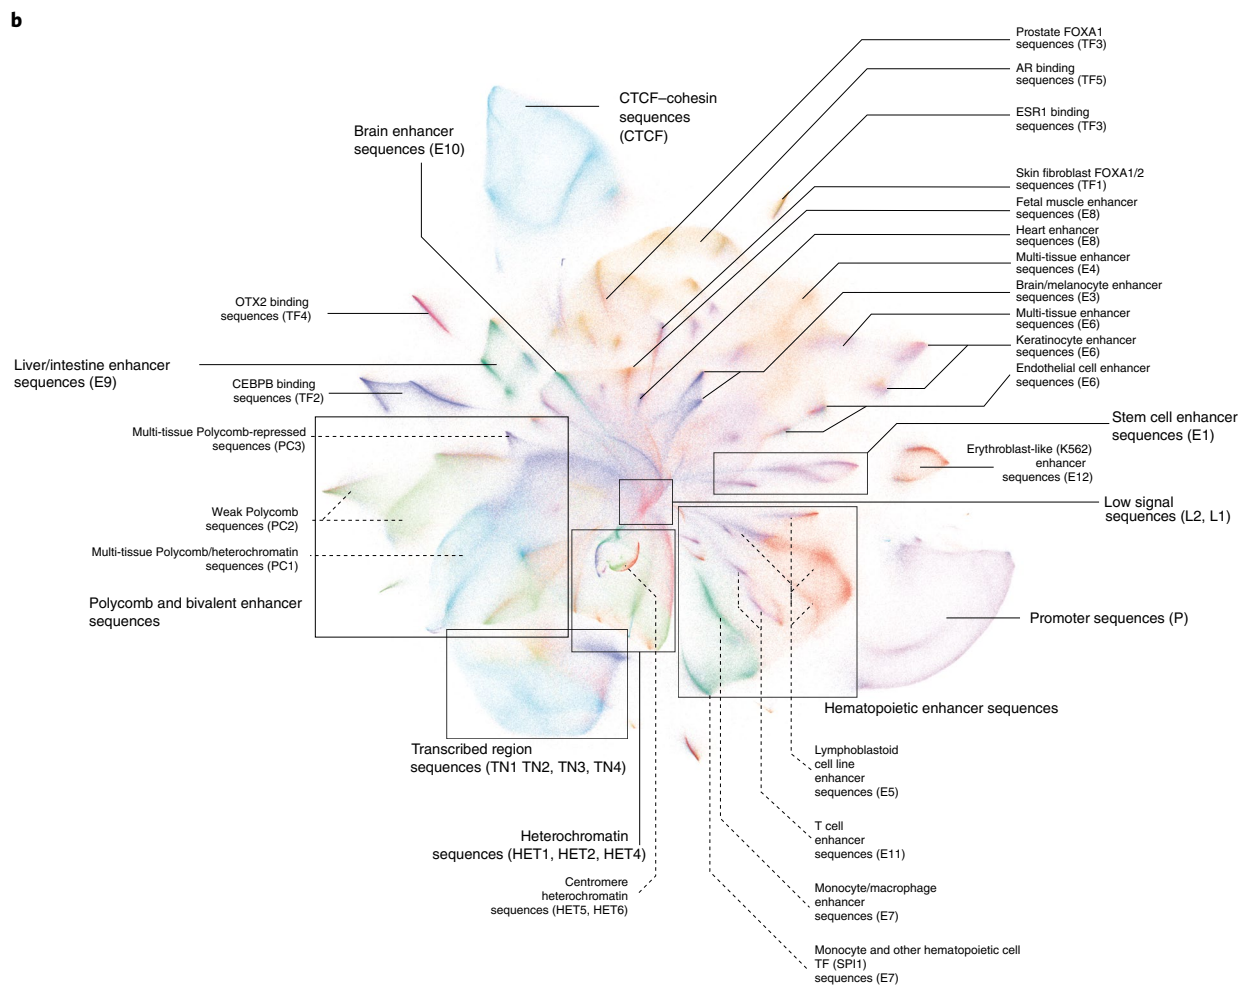 b
Prostate FOXA1
sequences (TF3)
AR binding
sequences (TF5)
ESR1 binding
sequences (TF3)
Skin fibroblast FOXA1/2
sequences (TF1)
Fetal muscle enhancer
sequences (E8)
Heart enhancer
sequences (E8)
Multi-tissue enhancer
sequences (E4)
Brain/melanocyte enhancer
sequences (E3)
Multi-tissue enhancer
sequences (E6)
Keratinocyte enhancer
sequences (E6)
Endothelial cell enhancer
sequences (E6)
Stem cell enhancer
sequences (E1)
Erythroblast-like (K562)
enhancer
sequences (E12)
Low signal
sequences (L2, L1)
Promoter sequences (P)
Hematopoietic enhancer sequences
CTCF–cohesin
sequences
(CTCF)
Brain enhancer
sequences (E10)
OTX2 binding
sequences (TF4)
Liver/intestine enhancer
sequences (E9)
CEBPB binding
sequences (TF2)
Multi-tissue Polycomb-repressed
sequences (PC3)
Weak Polycomb
sequences (PC2)
Multi-tissue Polycomb/heterochromatin
sequences (PC1)
Polycomb and bivalent enhancer
sequences
Transcribed region
sequences (TN1 TN2, TN3, TN4)
Heterochromatin
sequences (HET1, HET2, HET4)
Centromere
heterochromatin
sequences (HET5, HET6)
Lymphoblastoid
cell line
enhancer
sequences (E5)
T cell
enhancer
sequences (E11)
Monocyte/macrophage
enhancer
sequences (E7)
Monocyte and other hematopoietic cell
TF (SPI1)
sequences (E7)